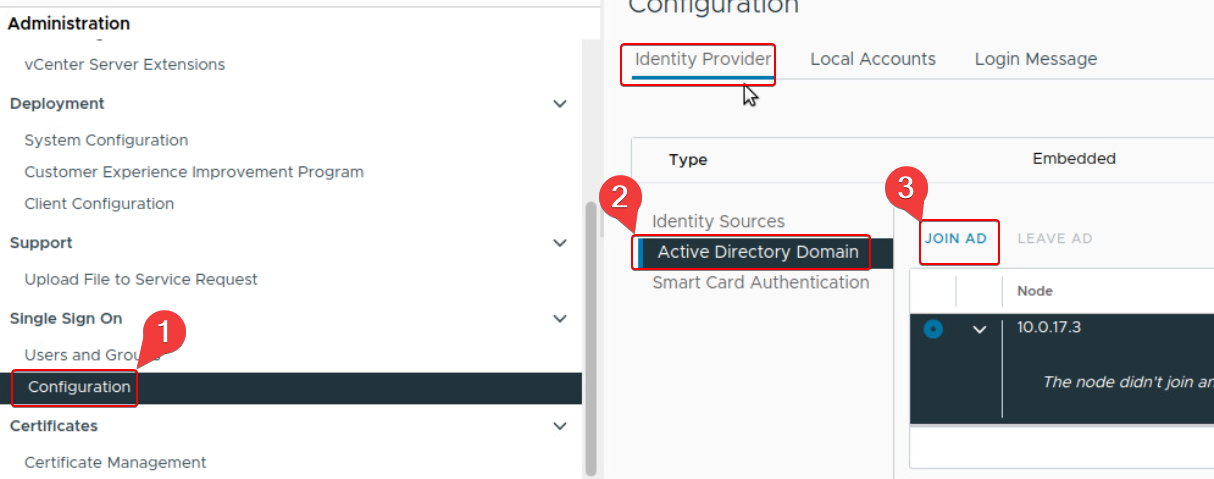 Administration
vCenter Server Extensions
Deployment
System Configuration
Customer Experience Improvement Program
Client Configuration
Support
Upload File to Service Request
Single Sign On
1
Users and
Configuration
Certificates
Certificate Management
Configuration
Identity Provider
Local Accounts
Login Message
Type
Embedded
2
Identity Sources
Active Directory Domain
Smart Card Authentication
3
JOIN AD
LEAVE AD
Node
10.0.17.3
The node didn't join